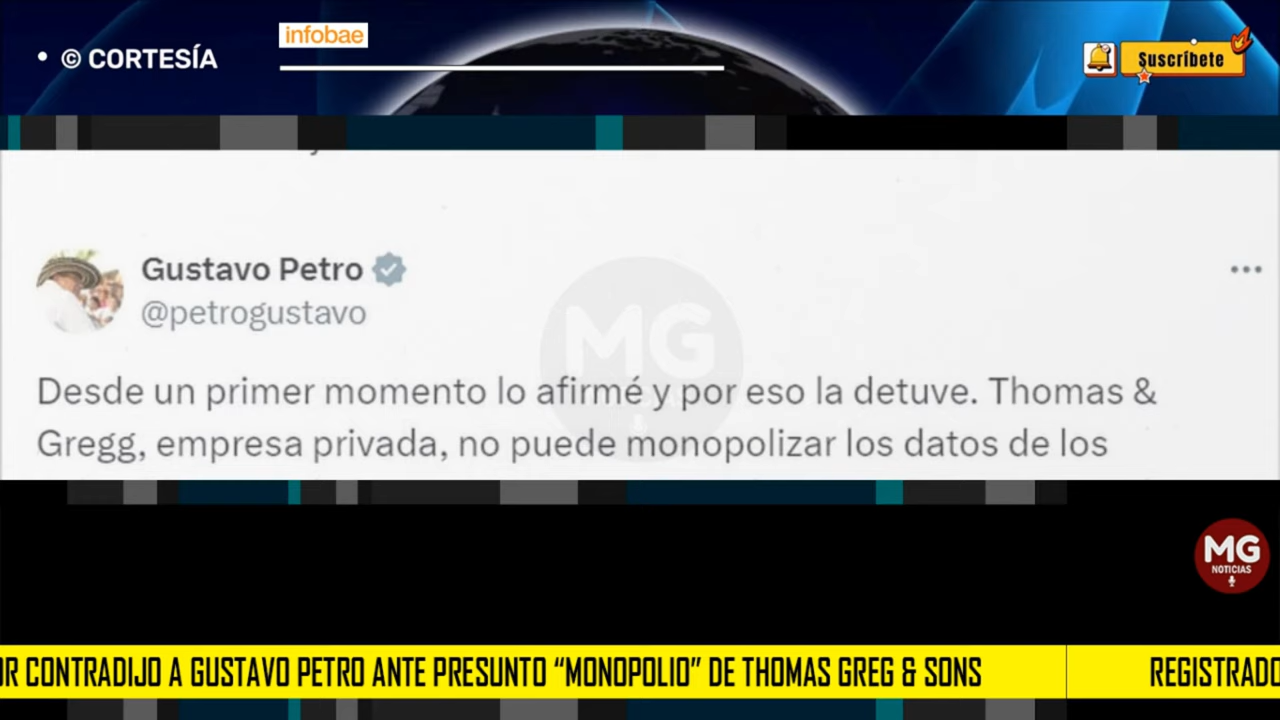 infobae
• © CORTESÍA
Suscríbete
Gustavo Petro
@petrogustavo
MG
Desde un primer momento lo afirmé y por eso la detuve. Thomas &
Gregg, empresa privada, no puede monopolizar los datos de los
MG
NOTICIAS
OR CONTRADIJO A GUSTAVO PETRO ANTE PRESUNTO “MONOPOLIO” DE THOMAS GREG & SONS
REGISTRADO